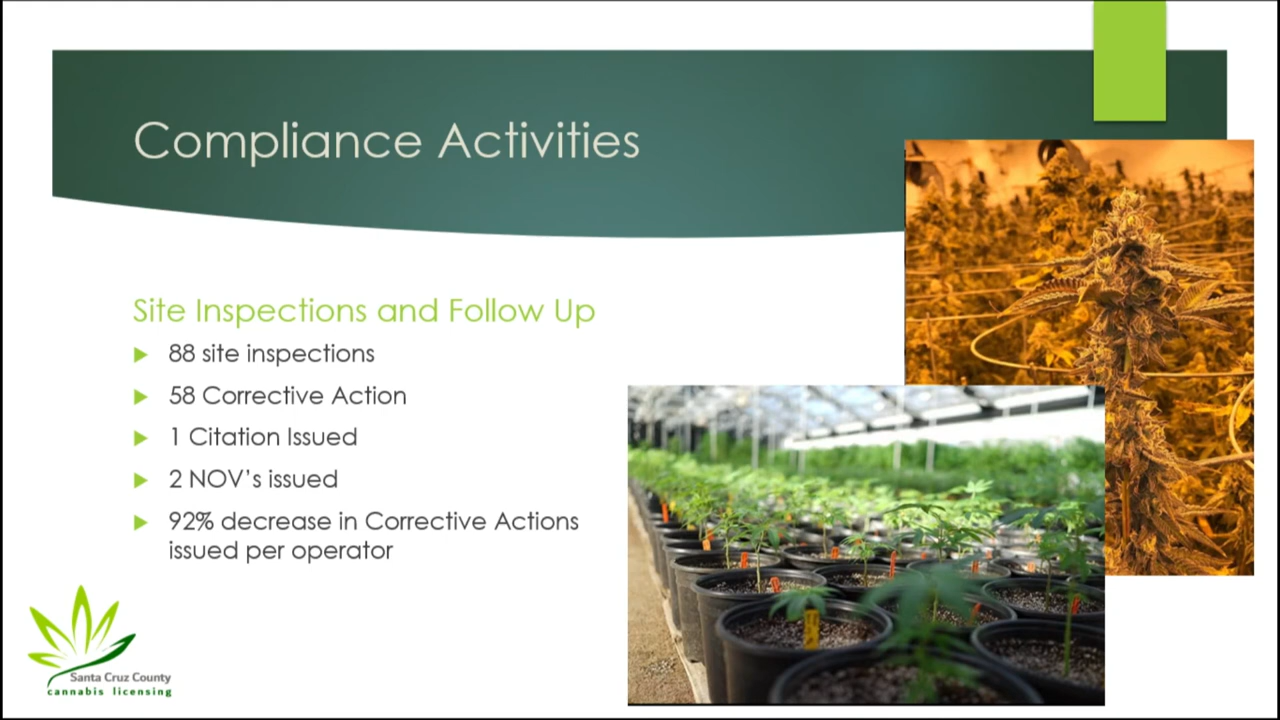 Compliance Activities
Site Inspections and Follow Up
88 site inspections
58 Corrective Action
1 Citation Issued
2 NOV's issued
92% decrease in Corrective Actions
issued per operator
Santa Cruz County
cannabis licensing